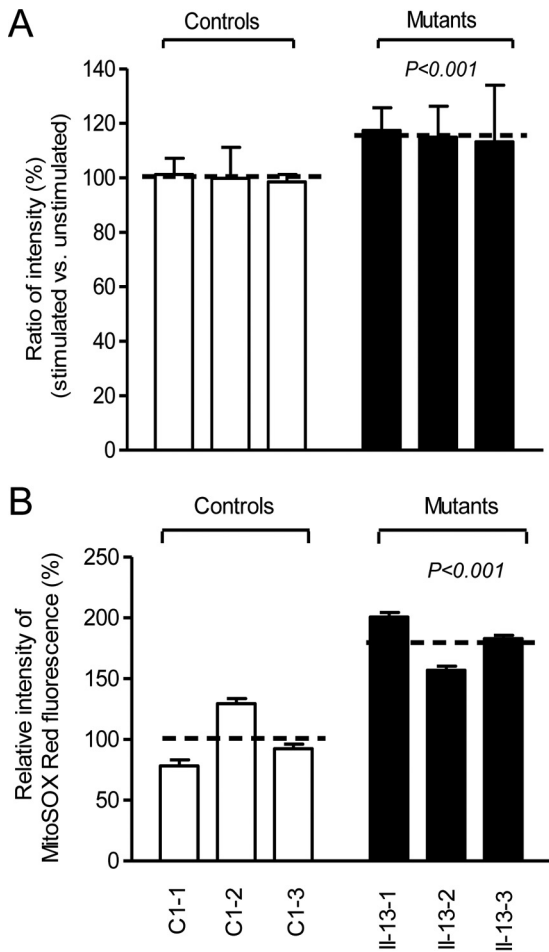 A
Controls
Mutants
P<0.001
Ratio of intensity (%)
(stimulated vs. unstimulated)
140
120
100
80
60
40
20
0
B
Controls
Mutants
P<0.001
Relative intensity of
MitoSOX Red fluorescence (%)
250
200
150
100
50
0
C1-1
C1-2
C1-3
II-13-1
II-13-2
II-13-3